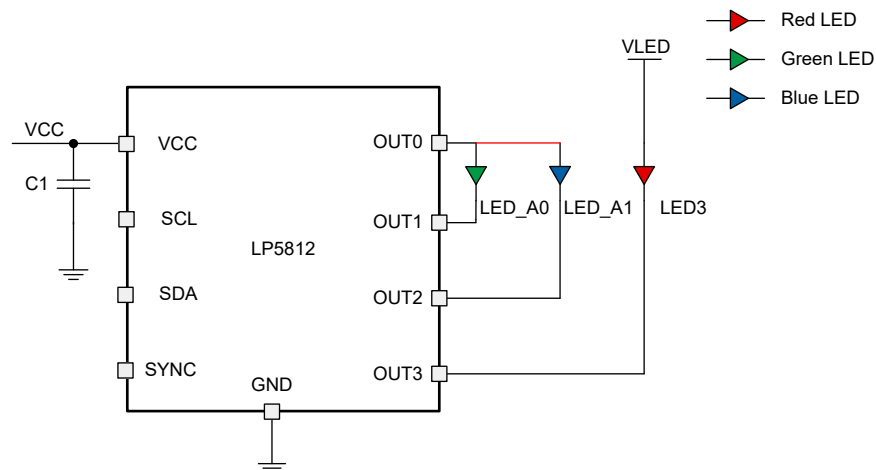 Red LED
Green LED
Blue LED
VLED
VCC
C1
VCC
SCL
SDA
SYNC
LP5812
GND
OUT0
OUT1
OUT2
OUT3
LED_A0
LED_A1
LED3